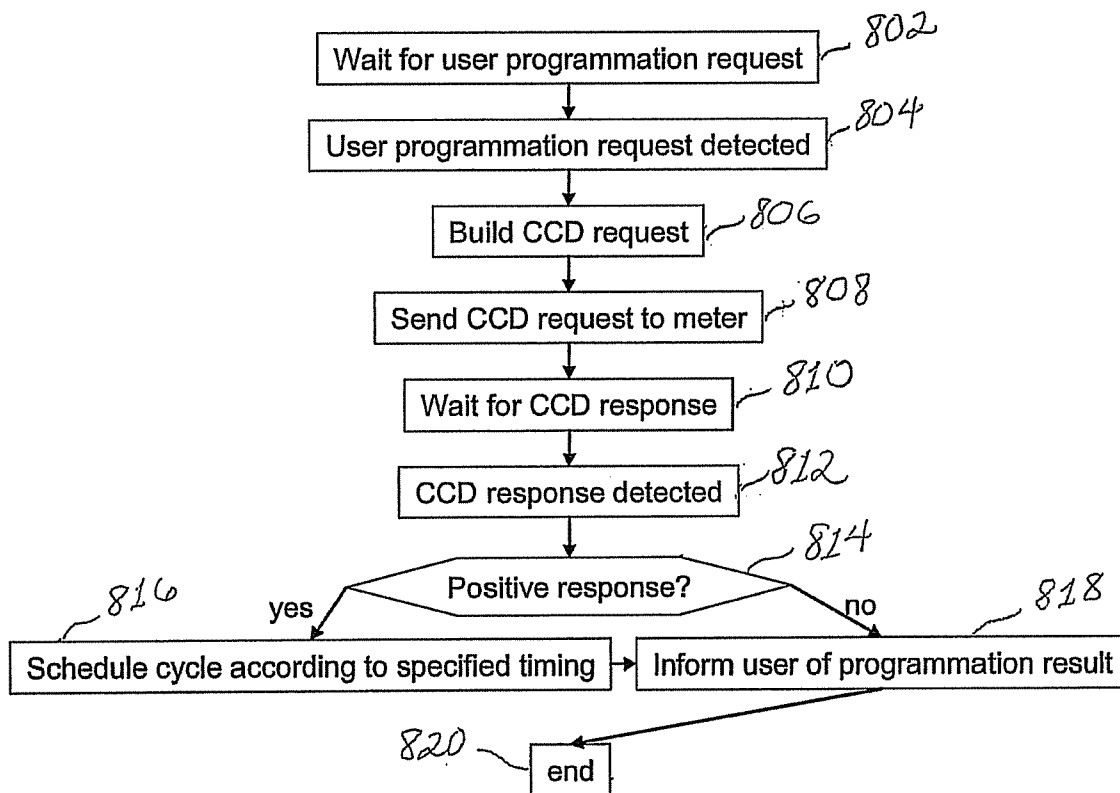 Wait for user programmation request
802
User programmation request detected
804
Build CCD request
806
Send CCD request to meter
808
Wait for CCD response
810
CCD response detected
812
Positive response?
814
yes
no
816
818
Schedule cycle according to specified timing
Inform user of programmation result
820
end